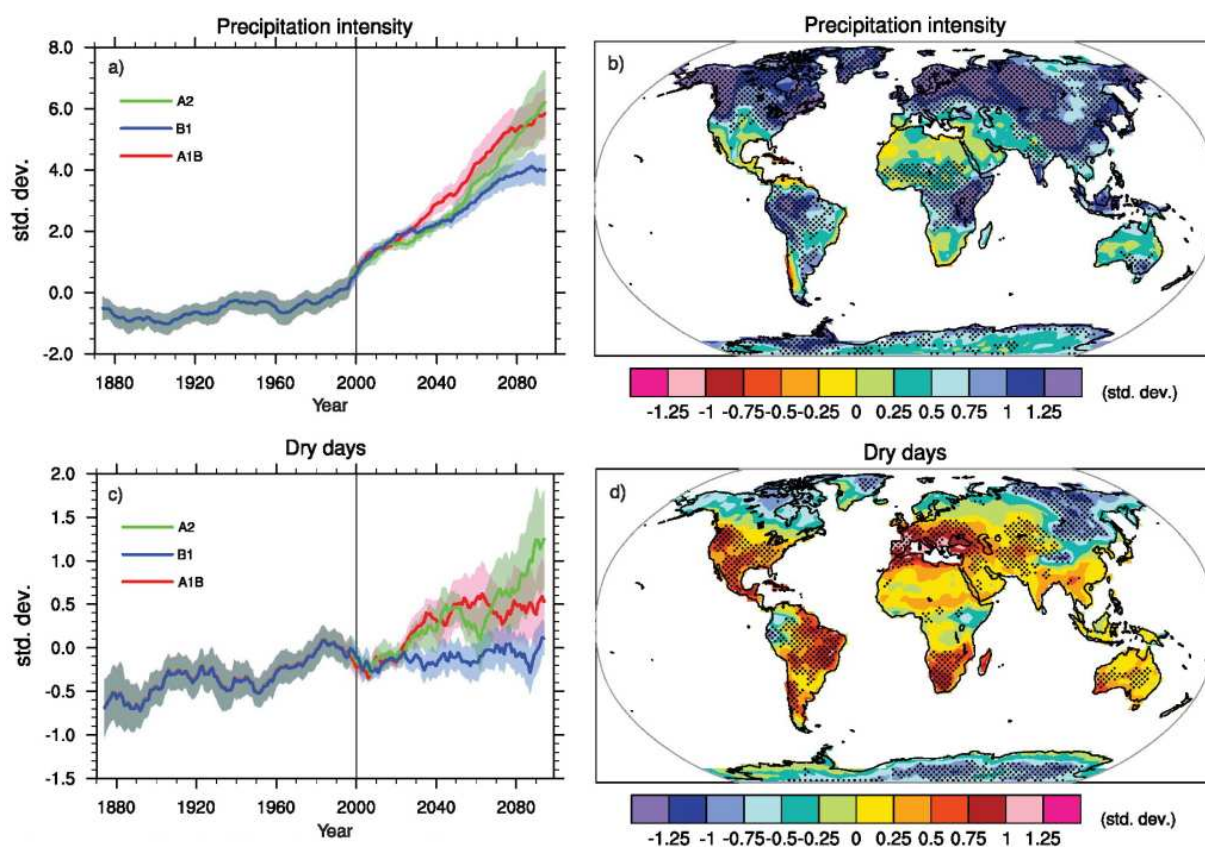 Precipitation intensity
a)
8.0
6.0
4.0
2.0
0.0
-2.0
std. dev.
A2
B1
A1B
1880 1920 1960 2000 2040 2080
Year
Precipitation intensity
b)
-1.25 -1 -0.75 -0.5 -0.25 0 0.25 0.5 0.75 1 1.25
(std. dev.)
Dry days
c)
2.0
1.5
1.0
0.5
0.0
-0.5
-1.0
-1.5
std. dev.
A2
B1
A1B
1880 1920 1960 2000 2040 2080
Year
Dry days
d)
-1.25 -1 -0.75 -0.5 -0.25 0 0.25 0.5 0.75 1 1.25
(std. dev.)